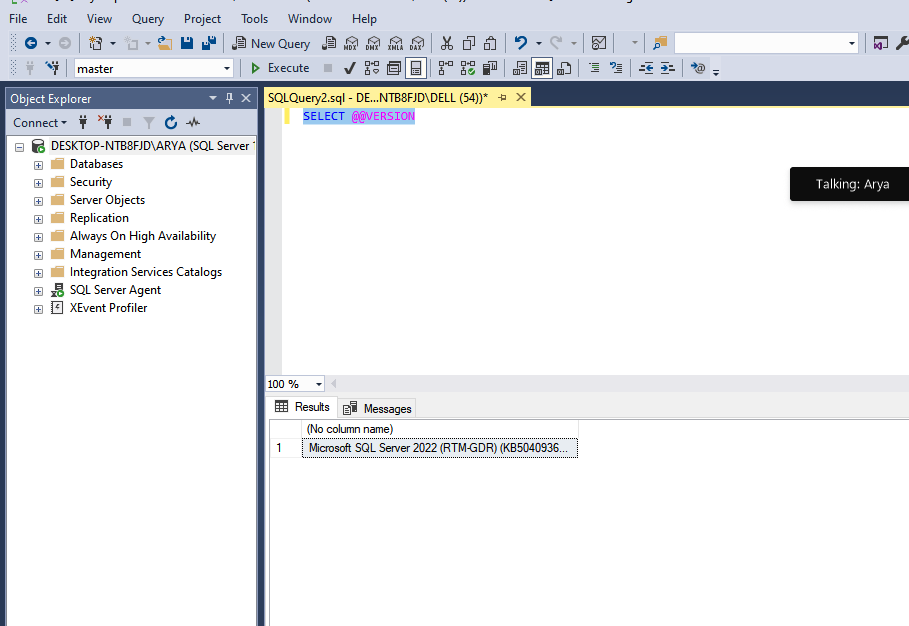 File Edit View Query Project Tools Window Help
New Query MDX DMX XMLA DAX
master Execute
Object Explorer
SQLQuery2.sql - DE...NTB8FJD\DELL (54))*
Connect
SELECT @@VERSION
DESKTOP-NTB8FJD\ARYA (SQL Server
Databases
Security
Server Objects
Replication
Always On High Availability
Management
Integration Services Catalogs
SQL Server Agent
XEvent Profiler
Talking: Arya
100 %
Results Messages
(No column name)
1 Microsoft SQL Server 2022 (RTM-GDR) (KB5040936...